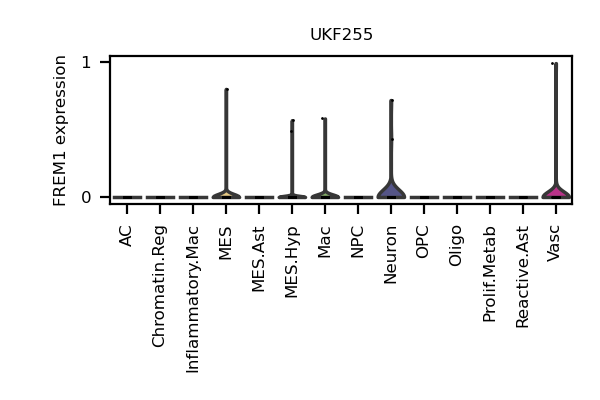 UKF255
FREM1 expression
1
0
AC
Chromatin.Reg
Inflammatory.Mac
MES
MES.Ast
MES.Hyp
Mac
NPC
Neuron
OPC
Oligo
Prolif.Metab
Reactive.Ast
Vasc